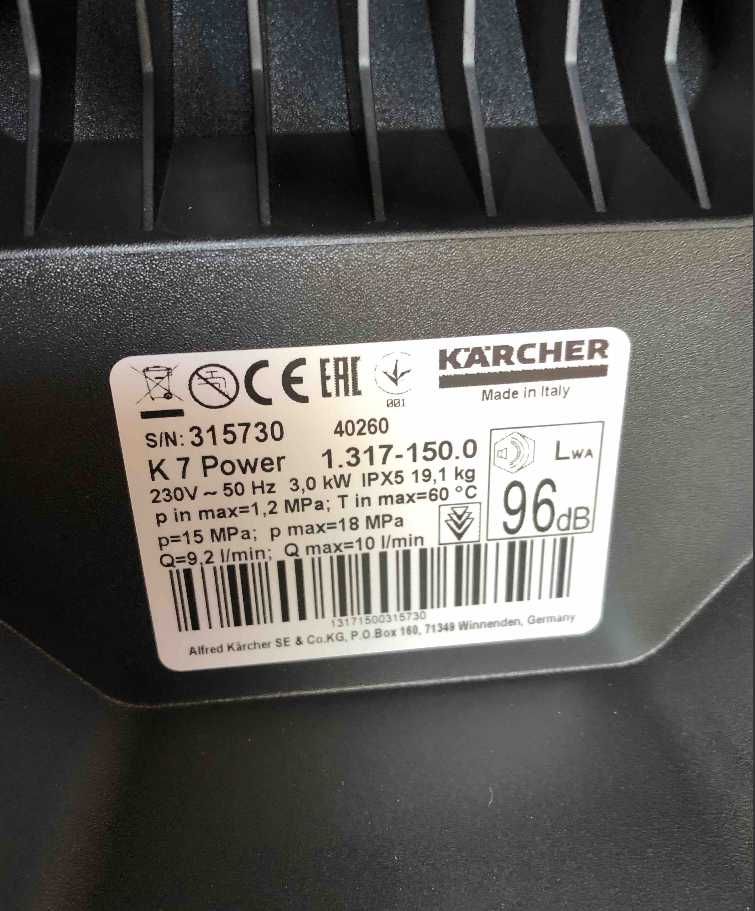 CE EAC 001 KÄRCHER
Made in Italy
S/N: 315730 40260
K 7 Power 1.317-150.0
230V ~ 50 Hz 3,0 kW IPX5 19,1 kg
p in max=1,2 MPa; T in max=60 °C
p=15 MPa; p max=18 MPa
Q=9,2 l/min; Q max=10 l/min
LWA
96dB
13171500315730
Alfred Kärcher SE & Co.KG, P.O.Box 160, 71349 Winnenden, Germany